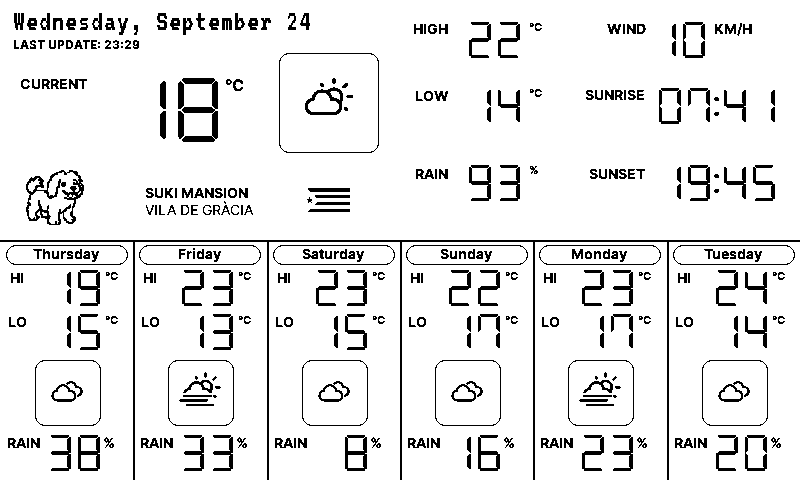 Wednesday, September 24
LAST UPDATE: 23:29
CURRENT 18 °C
SUKI MANSION
VILA DE GRÀCIA
HIGH 22 °C
LOW 14 °C
RAIN 93 %
WIND 10 KM/H
SUNRISE 07:41
SUNSET 19:45
Thursday
HI 19 °C
LO 15 °C
RAIN 38 %
Friday
HI 23 °C
LO 13 °C
RAIN 33 %
Saturday
HI 23 °C
LO 15 °C
RAIN 8 %
Sunday
HI 22 °C
LO 17 °C
RAIN 16 %
Monday
HI 23 °C
LO 17 °C
RAIN 23 %
Tuesday
HI 24 °C
LO 14 °C
RAIN 20 %